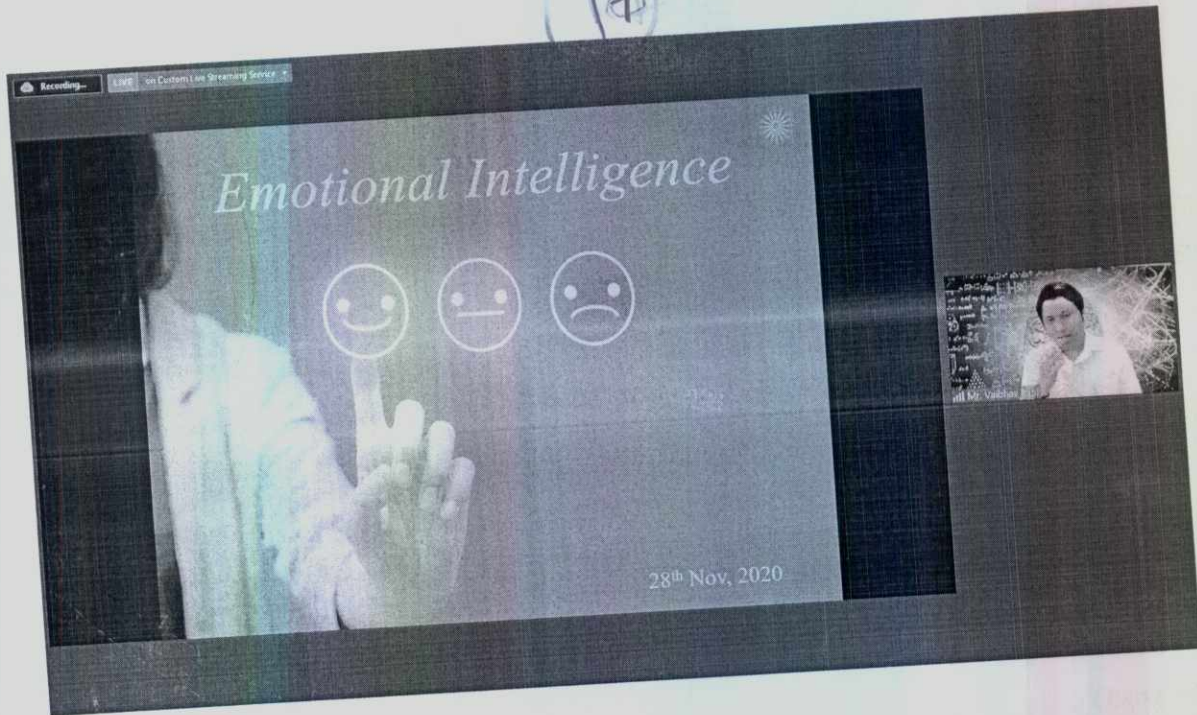 Recording...
LIVE on Custom Live Streaming Service
Emotional Intelligence
28th Nov, 2020
Mr. Vaibhav